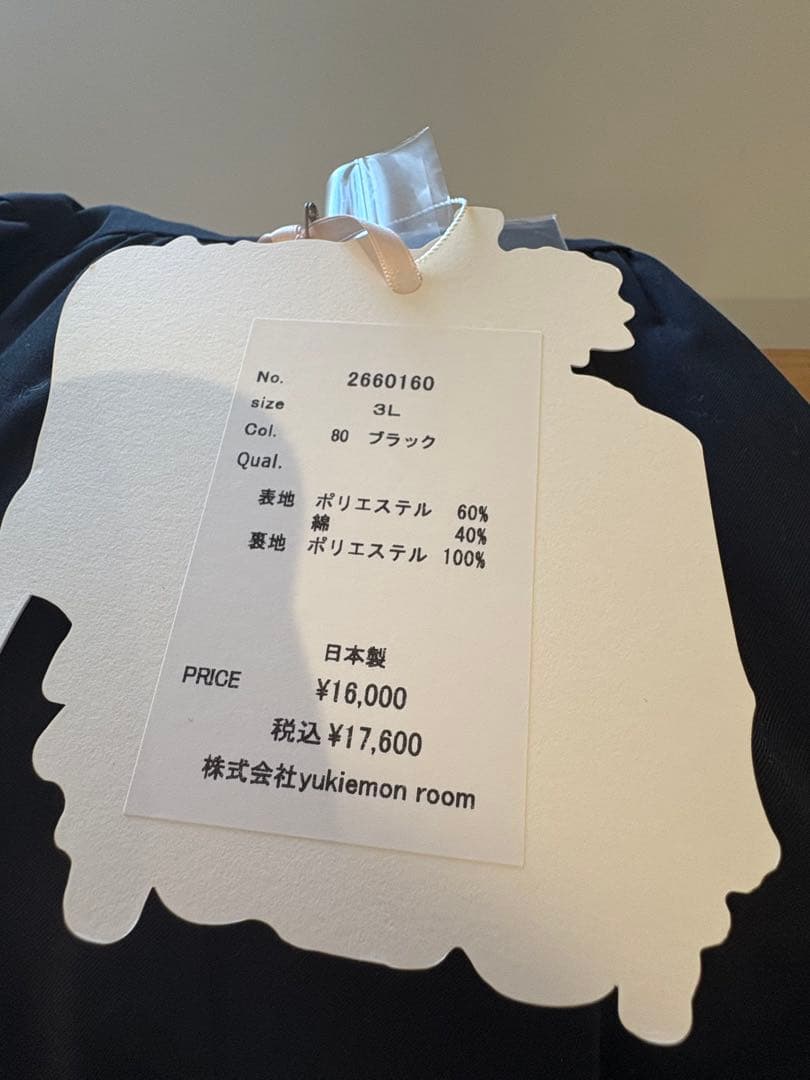 No. 2660160
size 3L
Col. 80 ブラック
Qual.
表地 ポリエステル 60%
綿 40%
裏地 ポリエステル 100%
日本製
PRICE ¥16,000
税込 ¥17,600
株式会社yukiemon room